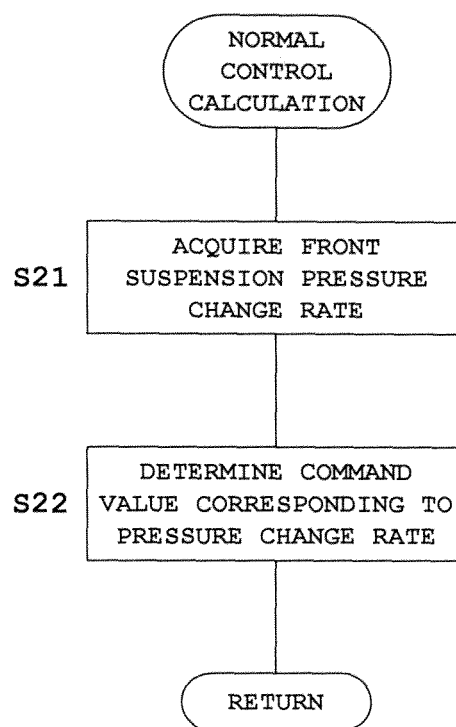 NORMAL
CONTROL
CALCULATION
S21
ACQUIRE FRONT
SUSPENSION PRESSURE
CHANGE RATE
S22
DETERMINE COMMAND
VALUE CORRESPONDING TO
PRESSURE CHANGE RATE
RETURN